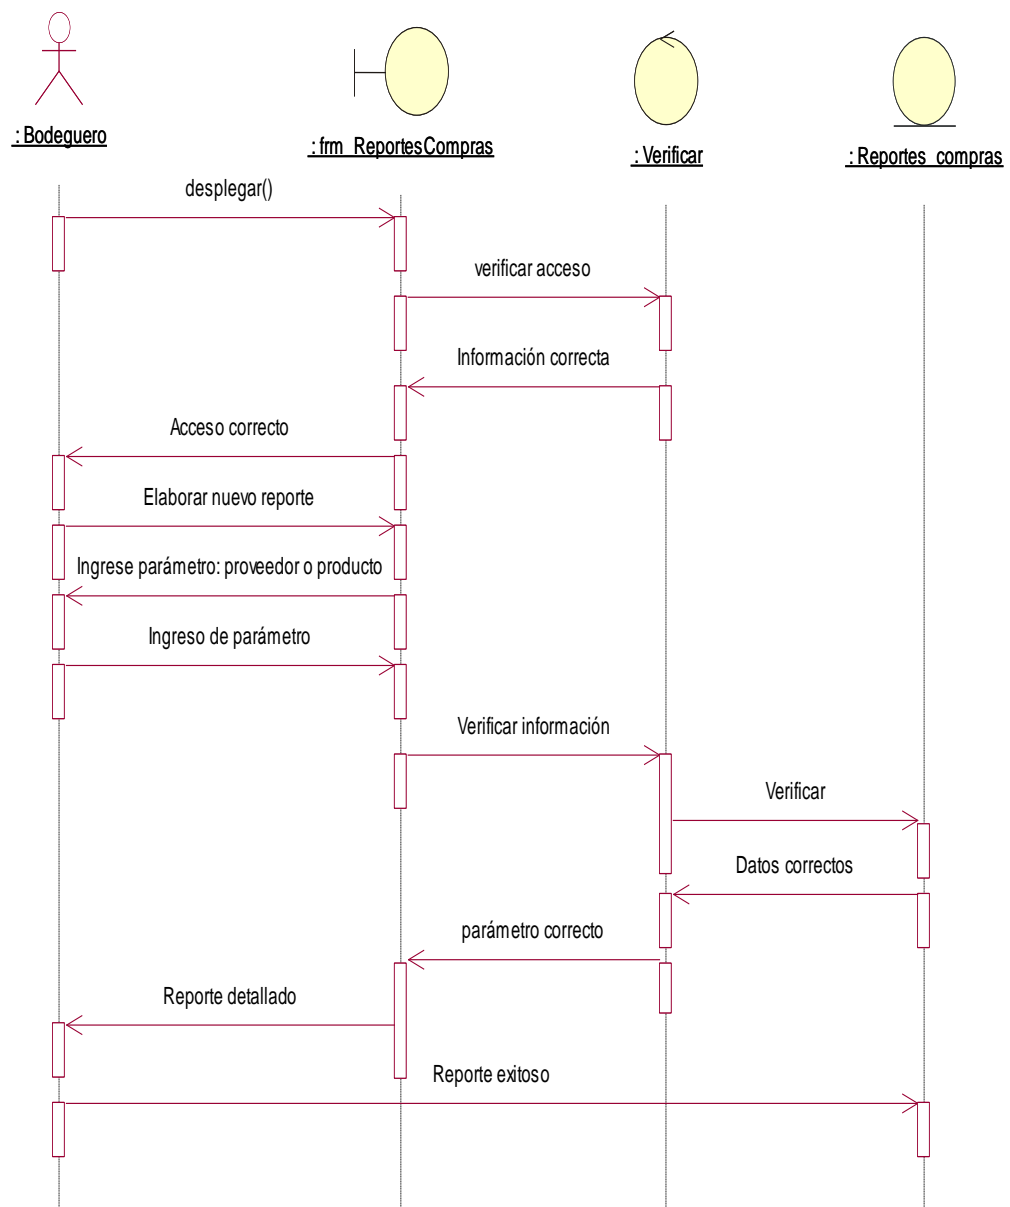 : Bodeguero
: frm_ReportesCompras
: Verificar
: Reportes_compras
desplegar()
verificar acceso
Información correcta
Acceso correcto
Elaborar nuevo reporte
Ingrese parámetro: proveedor o producto
Ingreso de parámetro
Verificar información
Verificar
Datos correctos
parámetro correcto
Reporte detallado
Reporte exitoso